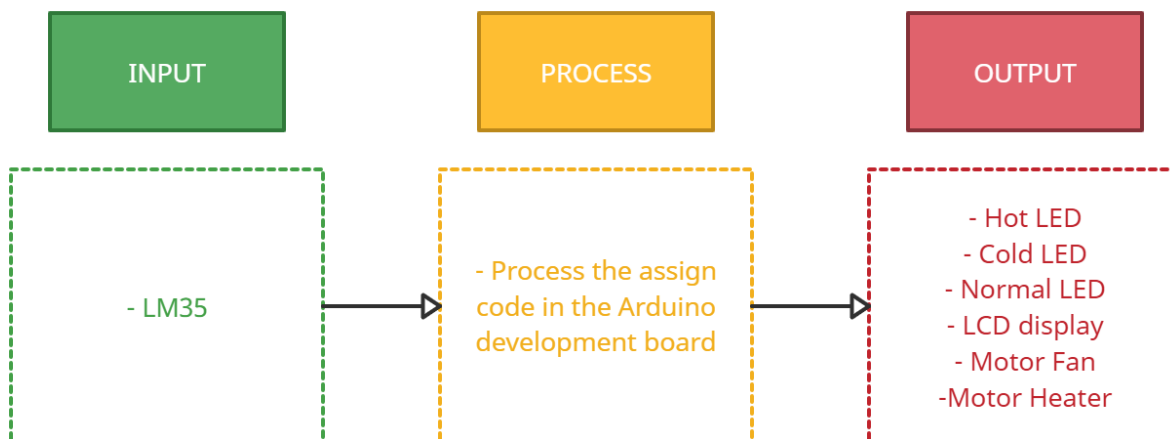 INPUT
PROCESS
OUTPUT
- LM35
- Process the assign
code in the Arduino
development board
- Hot LED
- Cold LED
- Normal LED
- LCD display
- Motor Fan
-Motor Heater